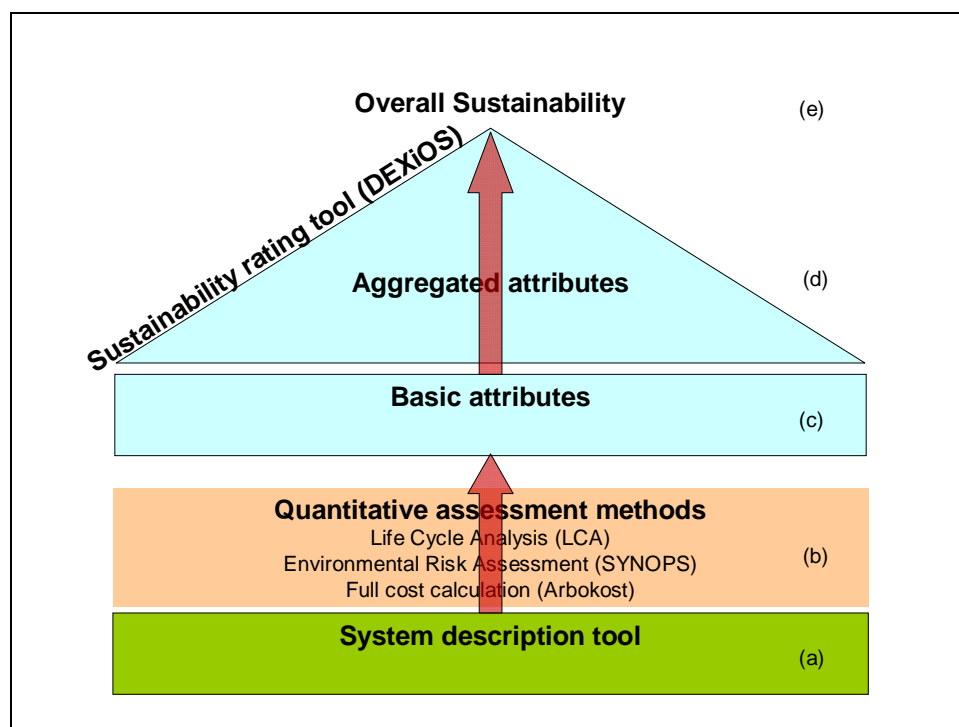 Overall Sustainability
(e)
Sustainability rating tool (DEXiOS)
Aggregated attributes
(d)
Basic attributes
(c)
Quantitative assessment methods
Life Cycle Analysis (LCA)
Environmental Risk Assessment (SYNOPS)
(b)
Full cost calculation (Arbokost)
System description tool
(a)